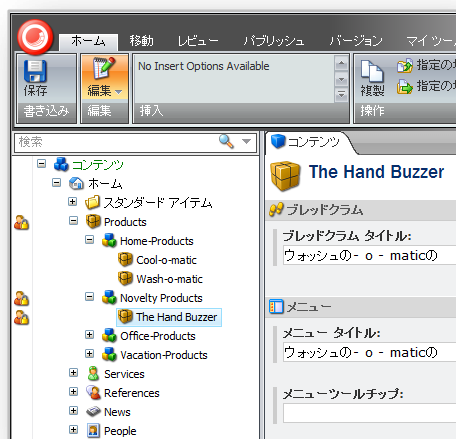 ホーム 移動 レビュー パブリッシュ バージョン マイ ツー
保存 編集 No Insert Options Available 複製 指定の
指定の
書き込み 編集 挿入 操作
検索
コンテンツ
コンテンツ
ホーム
スタンダード アイテム
Products
Home-Products
Cool-o-matic
Wash-o-matic
Novelty Products
The Hand Buzzer
Office-Products
Vacation-Products
Services
References
News
People
The Hand Buzzer
ブレッドクラム
ブレッドクラム タイトル:
ウォッシュの- o - maticの
メニュー
メニュー タイトル:
ウォッシュの- o - maticの
メニューツールチップ: